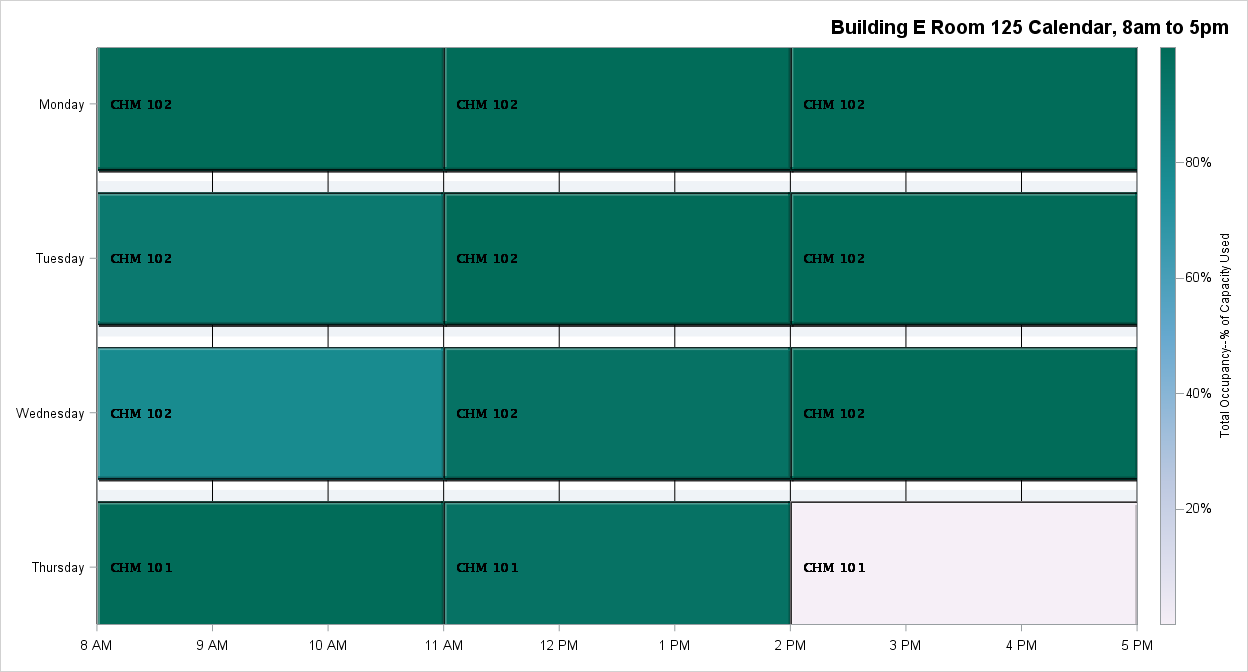 Building E Room 125 Calendar, 8am to 5pm
Monday
CHM 102
CHM 102
CHM 102
Tuesday
CHM 102
CHM 102
CHM 102
Wednesday
CHM 102
CHM 102
CHM 102
Thursday
CHM 101
CHM 101
CHM 101
8 AM
9 AM
10 AM
11 AM
12 PM
1 PM
2 PM
3 PM
4 PM
5 PM
80%
60%
40%
20%
Total Occupancy--% of Capacity Used